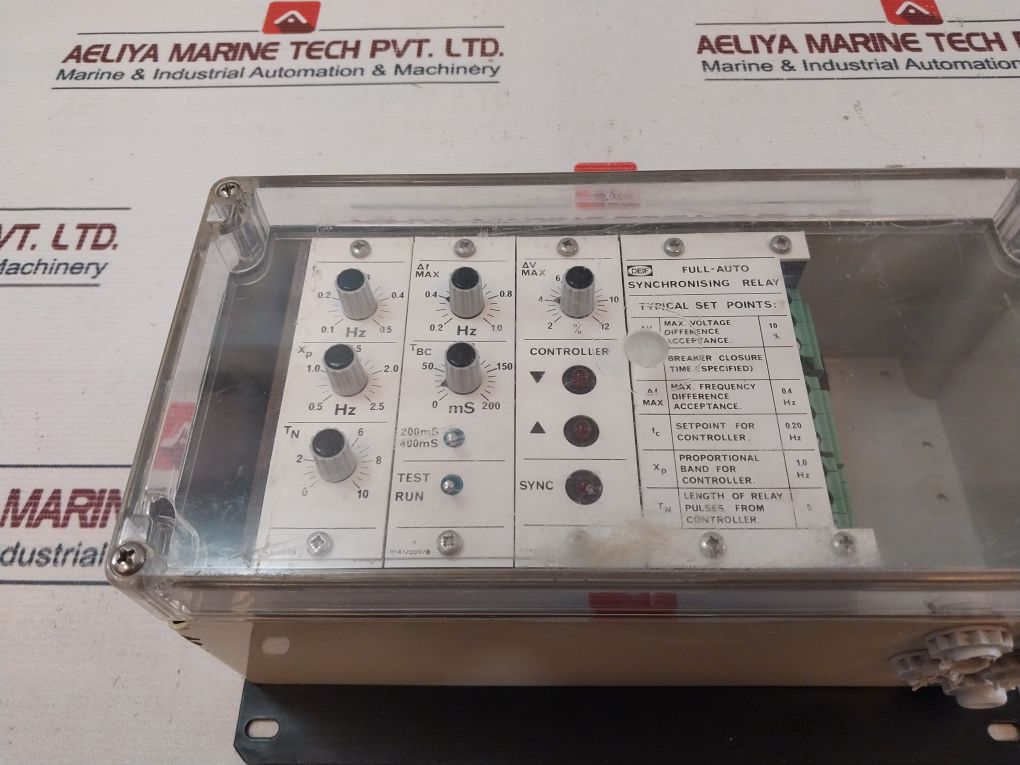 AELIYA MARINE TECH PVT. LTD.
Marine & Industrial Automation & Machinery
AELIYA MARINE TECH
Marine & Industrial Automation
VT. LTD.
Machinery
MARIN
ndustrial
0.2 0.4
0.1 Hz 0.5
Xp
1.0 2.0
0.5 Hz 2.5
TN
6
2 8
0 10
Δf
MAX
0.4 0.8
0.2 Hz 1.0
TBC
50 150
0 mS 200
200mS
400mS
TEST
RUN
ΔV
MAX
6
4 10
2 % 12
CONTROLLER
▼
▲
SYNC
DEIF
FULL-AUTO
SYNCHRONISING RELAY
TYPICAL SET POINTS:
MAX. VOLTAGE
DIFFERENCE
ACCEPTANCE.
10
%
BREAKER CLOSURE
TIME.(SPECIFIED)
Δf
MAX
MAX. FREQUENCY
DIFFERENCE
ACCEPTANCE.
0.4
Hz
fc
SETPOINT FOR
CONTROLLER.
0.20
Hz
Xp
PROPORTIONAL
BAND FOR
CONTROLLER.
1.0
Hz
TN
LENGTH OF RELAY
PULSES FROM
CONTROLLER.
5